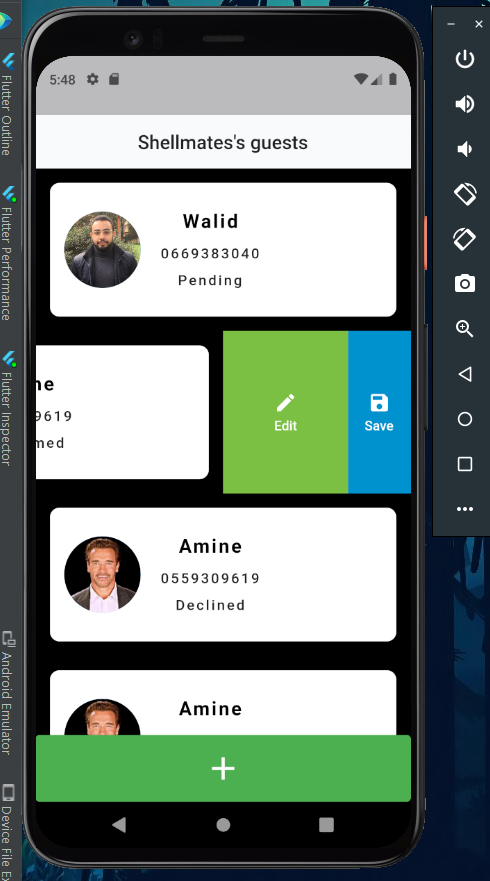 Flutter Outline
Flutter Performance
Flutter Inspector
Android Emulator
Device File Ex
5:48
Shellmates's guests
Walid
0669383040
Pending
ne
9619
med
Edit
Save
Amine
0559309619
Declined
Amine